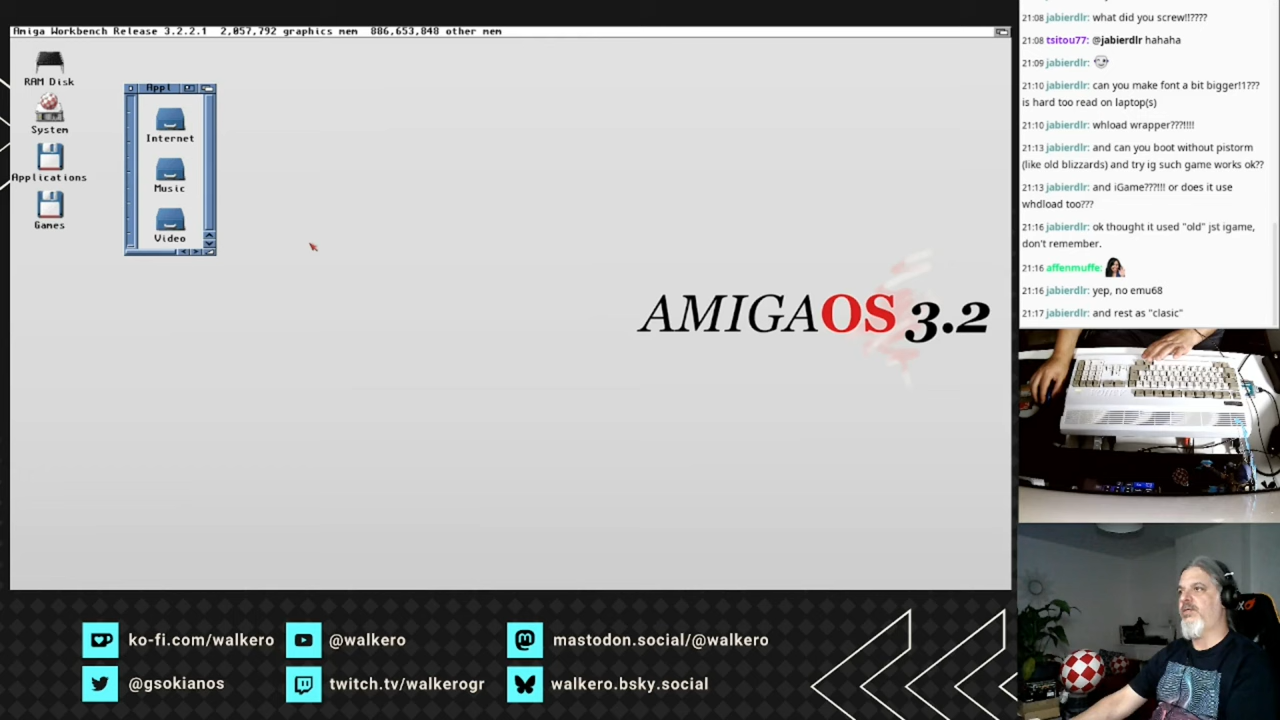 Amiga Workbench Release 3.2.2.1 2,057,792 graphics mem 886,653,848 other mem
RAM Disk
System
Applications
Games
Appl
Internet
Music
Video
AMIGAOS 3.2
21:08 jabierdlr: what did you screw!!????
21:08 tsitou77: @jabierdlr hahaha
21:09 jabierdlr:
21:10 jabierdlr: can you make font a bit bigger!1???
is hard too read on laptop(s)
21:10 jabierdlr: whload wrapper???!!!!
21:13 jabierdlr: and can you boot without pistorm
(like old blizzards) and try ig such game works ok??
21:13 jabierdlr: and iGame???!!! or does it use
whdload too???
21:16 jabierdlr: ok thought it used "old" jst igame,
don't remember.
21:16 affenmuffe:
21:16 jabierdlr: yep, no emu68
21:17 jabierdlr: and rest as "clasic"
ko-fi.com/walkero
@walkero
mastodon.social/@walkero
@gsokianos
twitch.tv/walkerogr
walkero.bsky.social